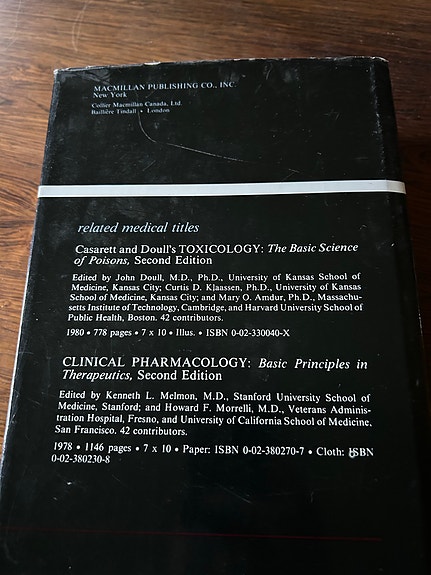 MACMILLAN PUBLISHING CO., INC.
New York
Collier Macmillan Canada, Ltd.
Baillière Tindall • London
related medical titles
Casarett and Doull's TOXICOLOGY: The Basic Science
of Poisons, Second Edition
Edited by John Doull, M.D., Ph.D., University of Kansas School of
Medicine, Kansas City; Curtis D. Klaassen, Ph.D., University of Kansas
School of Medicine, Kansas City; and Mary O. Amdur, Ph.D., Massachu-
setts Institute of Technology, Cambridge, and Harvard University School of
Public Health, Boston. 42 contributors.
1980 • 778 pages • 7 x 10 • Illus. • ISBN 0-02-330040-X
CLINICAL PHARMACOLOGY: Basic Principles in
Therapeutics, Second Edition
Edited by Kenneth L. Melmon, M.D., Stanford University School of
Medicine, Stanford; and Howard F. Morrelli, M.D., Veterans Adminis-
tration Hospital, Fresno, and University of California School of Medicine,
San Francisco. 42 contributors.
1978 • 1146 pages • 7 x 10 • Paper: ISBN 0-02-380270-7 • Cloth: ISBN
0-02-380230-8